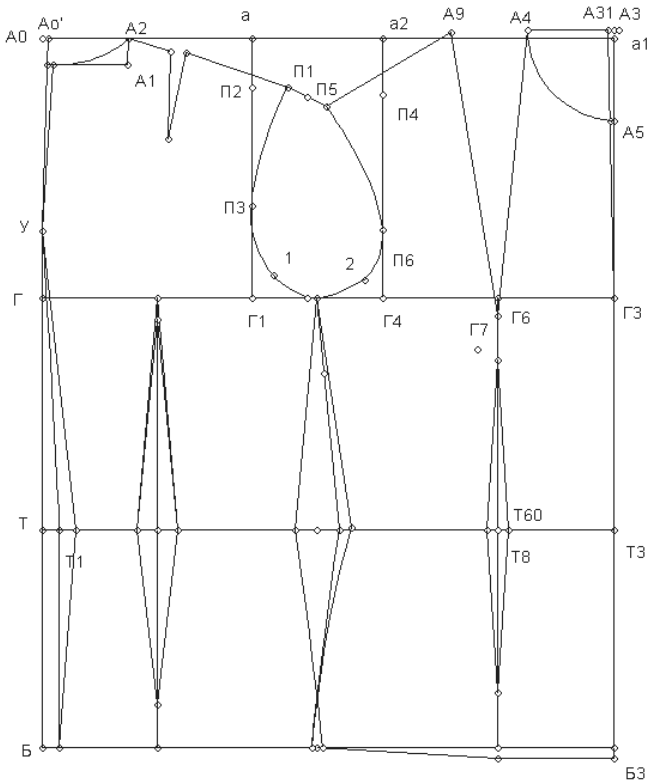 А0 Ао' А2 а а2 А9 А4 А31 А3
а1
А1 П2 П1 П5 П4 А5
П3
У 1 2 П6
Г Г1 Г4 Г6 Г3
Г7
Т Т60
Т1 Т8 Т3
Б
Б3